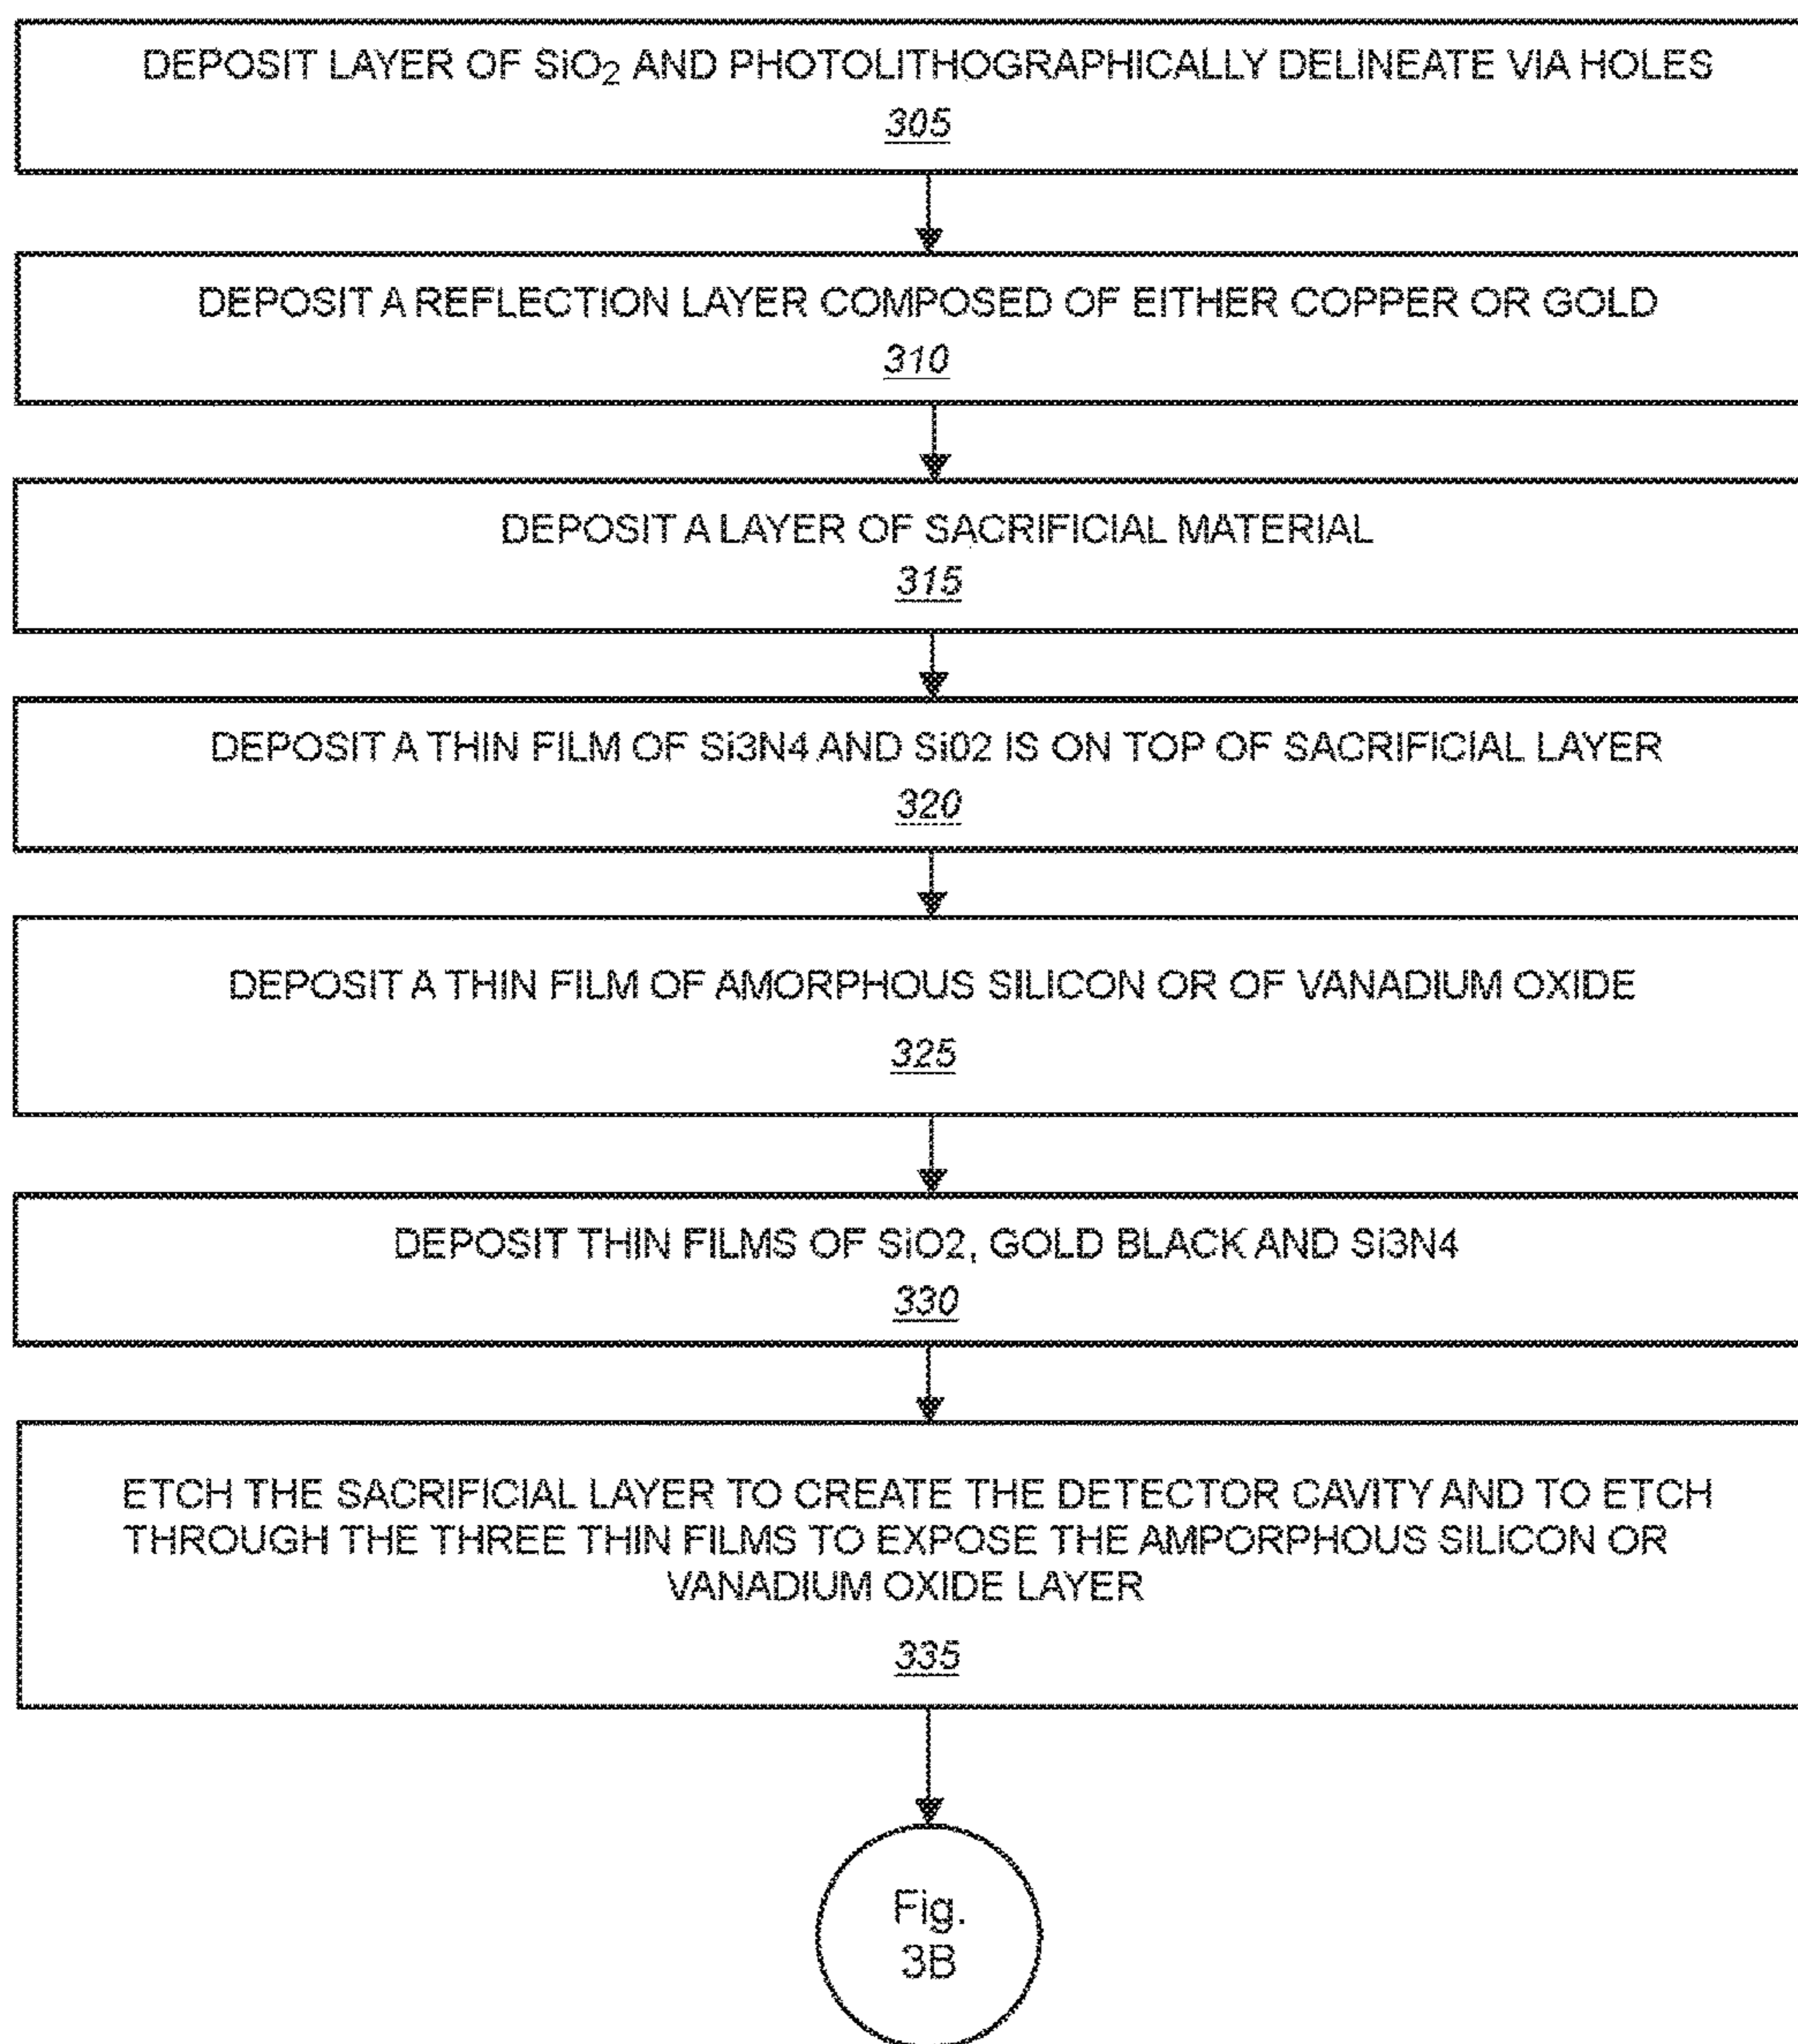 DEPOSIT LAYER OF SiO₂ AND PHOTOLITHOGRAPHICALLY DELINEATE VIA HOLES
305
DEPOSIT A REFLECTION LAYER COMPOSED OF EITHER COPPER OR GOLD
310
DEPOSIT A LAYER OF SACRIFICIAL MATERIAL
315
DEPOSIT A THIN FILM OF Si3N4 AND Si02 IS ON TOP OF SACRIFICIAL LAYER
320
DEPOSIT A THIN FILM OF AMORPHOUS SILICON OR OF VANADIUM OXIDE
325
DEPOSIT THIN FILMS OF SiO2, GOLD BLACK AND Si3N4
330
ETCH THE SACRIFICIAL LAYER TO CREATE THE DETECTOR CAVITY AND TO ETCH
THROUGH THE THREE THIN FILMS TO EXPOSE THE AMPORPHOUS SILICON OR
VANADIUM OXIDE LAYER
335
Fig.
3B